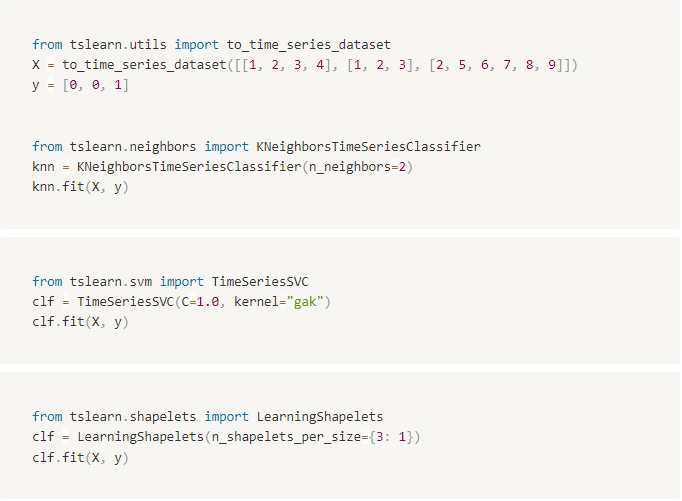 from tslearn.utils import to_time_series_dataset
X = to_time_series_dataset([[1, 2, 3, 4], [1, 2, 3], [2, 5, 6, 7, 8, 9]])
y = [0, 0, 1]
from tslearn.neighbors import KNeighborsTimeSeriesClassifier
knn = KNeighborsTimeSeriesClassifier(n_neighbors=2)
knn.fit(X, y)
from tslearn.svm import TimeSeriesSVC
clf = TimeSeriesSVC(C=1.0, kernel="gak")
clf.fit(X, y)
from tslearn.shapelets import LearningShapelets
clf = LearningShapelets(n_shapelets_per_size={3: 1})
clf.fit(X, y)